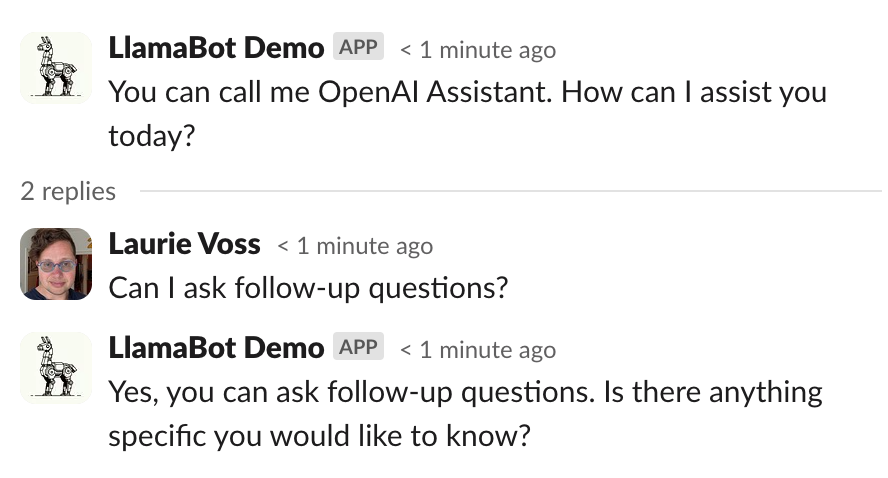 LlamaBot Demo APP < 1 minute ago
You can call me OpenAI Assistant. How can I assist you
today?
2 replies
Laurie Voss < 1 minute ago
Can I ask follow-up questions?
LlamaBot Demo APP < 1 minute ago
Yes, you can ask follow-up questions. Is there anything
specific you would like to know?